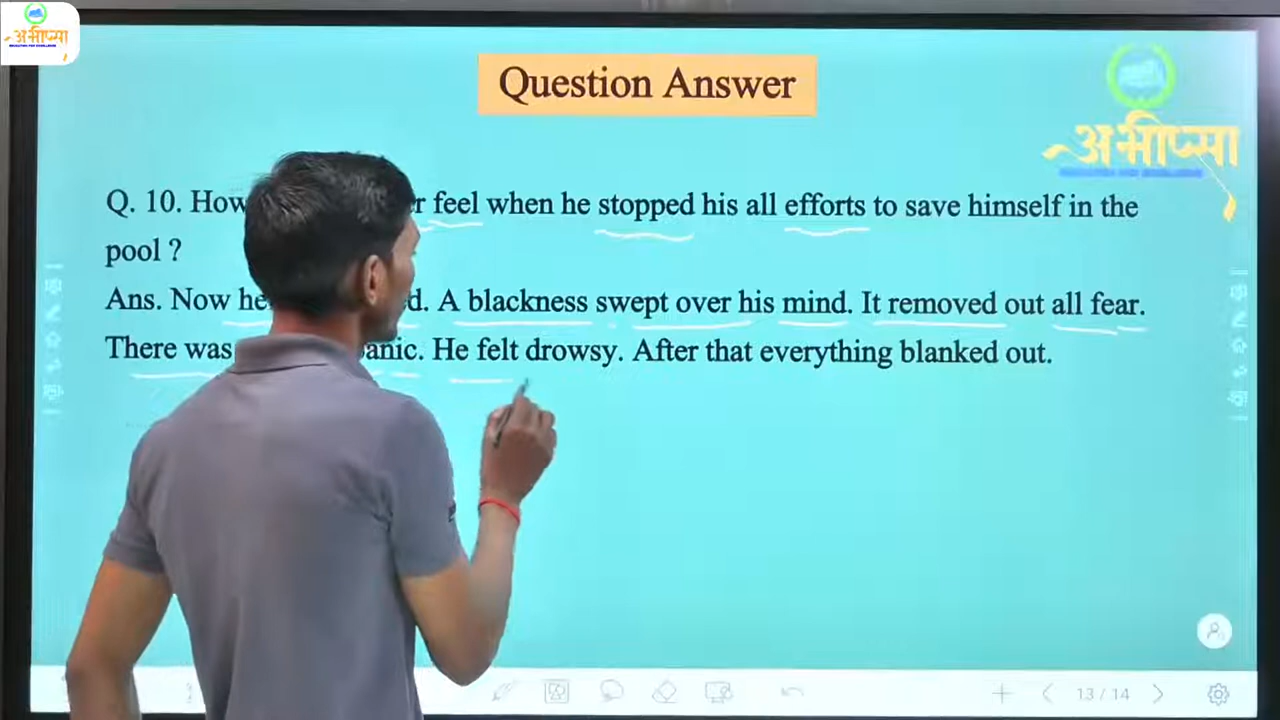 अभीप्सा
Question Answer
अभीप्सा
Q. 10. How feel when he stopped his all efforts to save himself in the
pool ?
Ans. Now he A blackness swept over his mind. It removed out all fear.
There was He felt drowsy. After that everything blanked out.
13 / 14